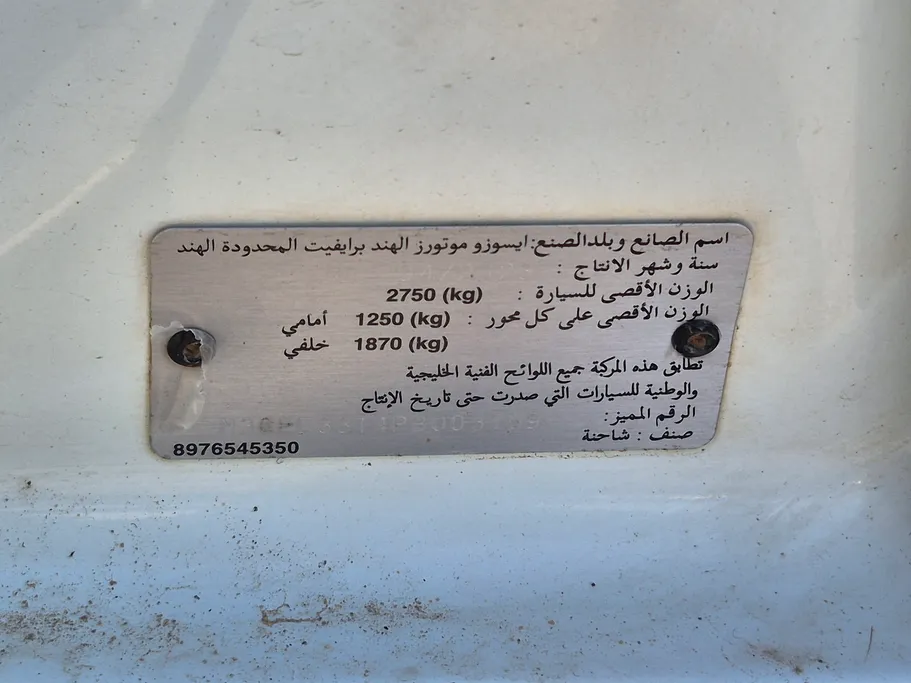 اسم الصانع وبلدالصنع:ايسوزو موتورز الهند برايفيت المحدودة الهند
سنة وشهر الانتاج :
الوزن الأقصى للسيارة : 2750 (kg)
الوزن الأقصى على كل محور : 1250 (kg) أمامي
1870 (kg) خلفي
تطابق هذه المركبة جميع اللوائح الفنية الخليجية
والوطنية للسيارات التي صدرت حتى تاريخ الإنتاج
الرقم المميز:
صنف : شاحنة
8976545350